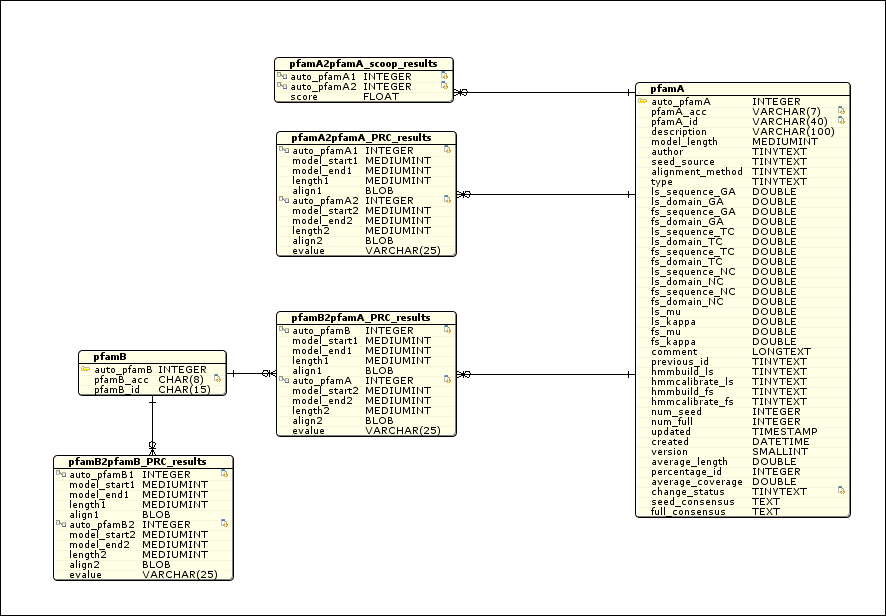 pfamA2pfamA_scoop_results
auto_pfamA1 INTEGER
auto_pfamA2 INTEGER
score FLOAT
pfamA2pfamA_PRC_results
auto_pfamA1 INTEGER
model_start1 MEDIUMINT
model_end1 MEDIUMINT
length1 MEDIUMINT
align1 BLOB
auto_pfamA2 INTEGER
model_start2 MEDIUMINT
model_end2 MEDIUMINT
length2 MEDIUMINT
align2 BLOB
evalue VARCHAR(25)
pfamB2pfamA_PRC_results
auto_pfamB INTEGER
model_start1 MEDIUMINT
model_end1 MEDIUMINT
length1 MEDIUMINT
align1 BLOB
auto_pfamA INTEGER
model_start2 MEDIUMINT
model_end2 MEDIUMINT
length2 MEDIUMINT
align2 BLOB
evalue VARCHAR(25)
pfamB
auto_pfamB INTEGER
pfamB_acc CHAR(8)
pfamB_id CHAR(15)
pfamB2pfamB_PRC_results
auto_pfamB1 INTEGER
model_start1 MEDIUMINT
model_end1 MEDIUMINT
length1 MEDIUMINT
align1 BLOB
auto_pfamB2 INTEGER
model_start2 MEDIUMINT
model_end2 MEDIUMINT
length2 MEDIUMINT
align2 BLOB
evalue VARCHAR(25)
pfamA
auto_pfamA INTEGER
pfamA_acc VARCHAR(7)
pfamA_id VARCHAR(40)
description VARCHAR(100)
model_length MEDIUMINT
author TINYTEXT
seed_source TINYTEXT
alignment_method TINYTEXT
type TINYTEXT
ls_sequence_GA DOUBLE
ls_domain_GA DOUBLE
fs_sequence_GA DOUBLE
fs_domain_GA DOUBLE
ls_sequence_TC DOUBLE
ls_domain_TC DOUBLE
fs_sequence_TC DOUBLE
fs_domain_TC DOUBLE
ls_sequence_NC DOUBLE
ls_domain_NC DOUBLE
fs_sequence_NC DOUBLE
fs_domain_NC DOUBLE
ls_mu DOUBLE
ls_kappa DOUBLE
fs_mu DOUBLE
fs_kappa DOUBLE
comment LONGTEXT
previous_id TINYTEXT
hmmbuild_ls TINYTEXT
hmmcalibrate_ls TINYTEXT
hmmbuild_fs TINYTEXT
hmmcalibrate_fs TINYTEXT
num_seed INTEGER
num_full INTEGER
updated TIMESTAMP
created DATETIME
version SMALLINT
average_length DOUBLE
percentage_id INTEGER
average_coverage DOUBLE
change_status TINYTEXT
seed_consensus TEXT
full_consensus TEXT